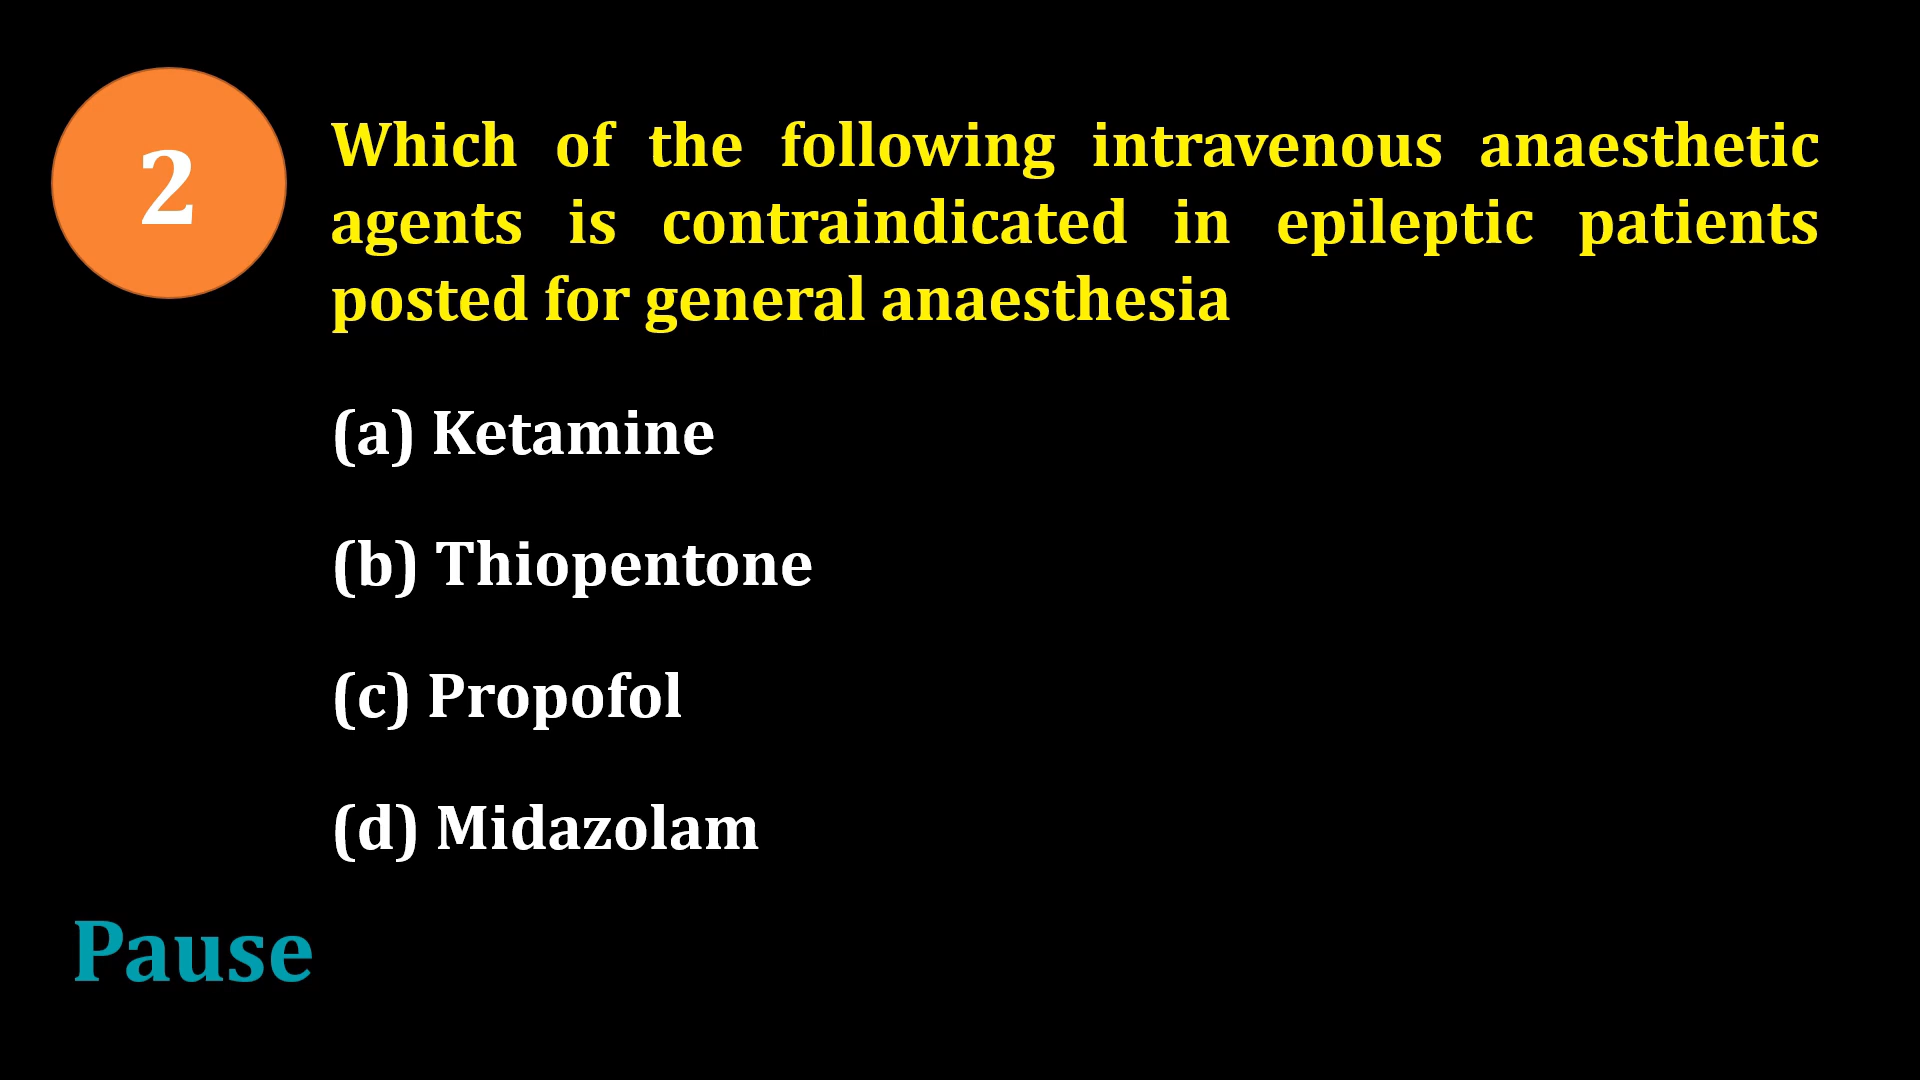 2
Which of the following intravenous anaesthetic
agents is contraindicated in epileptic patients
posted for general anaesthesia
(a) Ketamine
(b) Thiopentone
(c) Propofol
(d) Midazolam
Pause